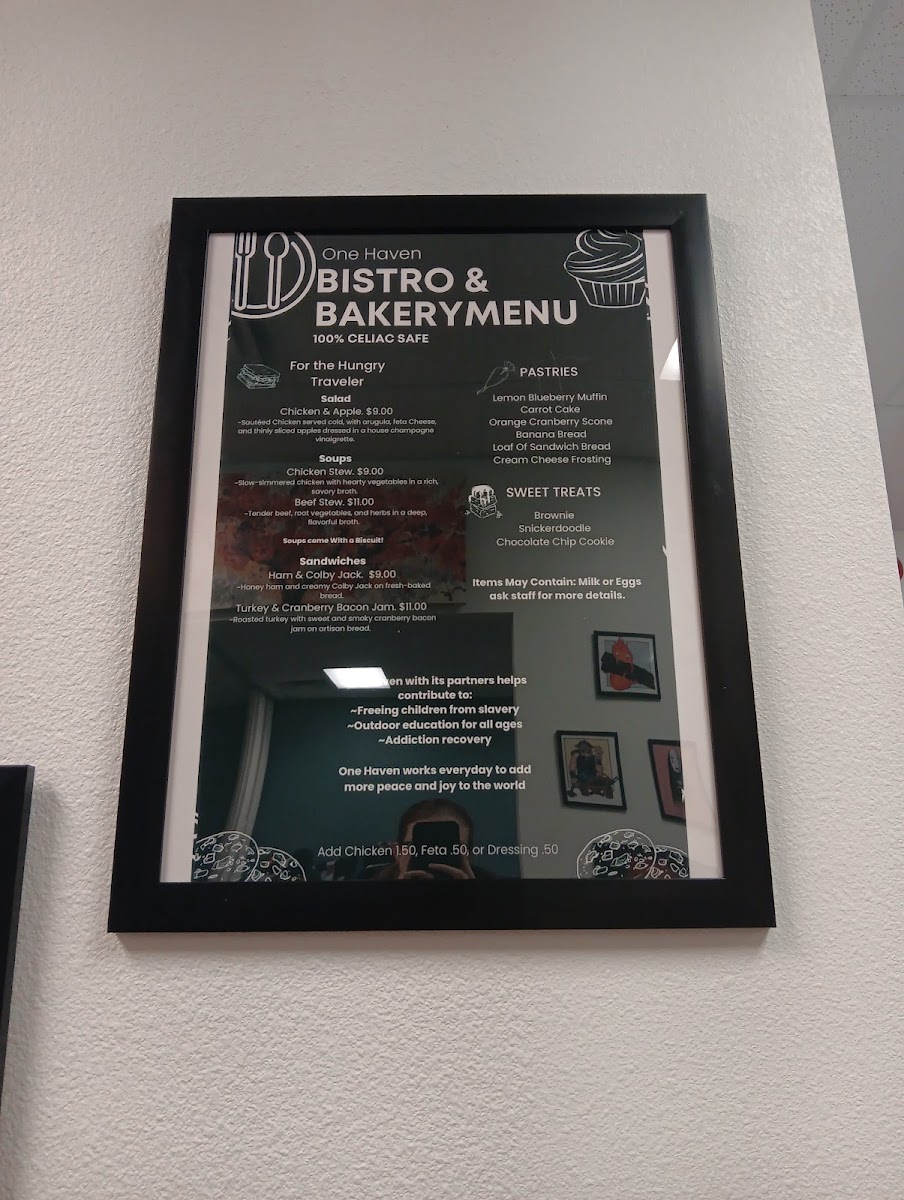 One Haven
BISTRO &
BAKERYMENU
100% CELIAC SAFE
For the Hungry
Traveler
Salad
Chicken & Apple. $9.00
~Sautéed Chicken served cold, with arugula, feta Cheese,
and thinly sliced apples dressed in a house champagne
vinaigrette.
Soups
Chicken Stew. $9.00
~Slow-simmered chicken with hearty vegetables in a rich,
savory broth.
Beef Stew. $11.00
~Tender beef, root vegetables, and herbs in a deep,
flavorful broth.
Soups come With a Biscuit!
Sandwiches
Ham & Colby Jack. $9.00
~Honey ham and creamy Colby Jack on fresh-baked
bread.
Turkey & Cranberry Bacon Jam. $11.00
~Roasted turkey with sweet and smoky cranberry bacon
jam on artisan bread.
PASTRIES
Lemon Blueberry Muffin
Carrot Cake
Orange Cranberry Scone
Banana Bread
Loaf Of Sandwich Bread
Cream Cheese Frosting
SWEET TREATS
Brownie
Snickerdoodie
Chocolate Chip Cookie
Items May Contain: Milk or Eggs
ask staff for more details.
with its partners helps
contribute to:
~Freeing children from slavery
~Outdoor education for all ages
~Addiction recovery
One Haven works everyday to add
more peace and joy to the world
Add Chicken 1.50, Feta .50, or Dressing .50